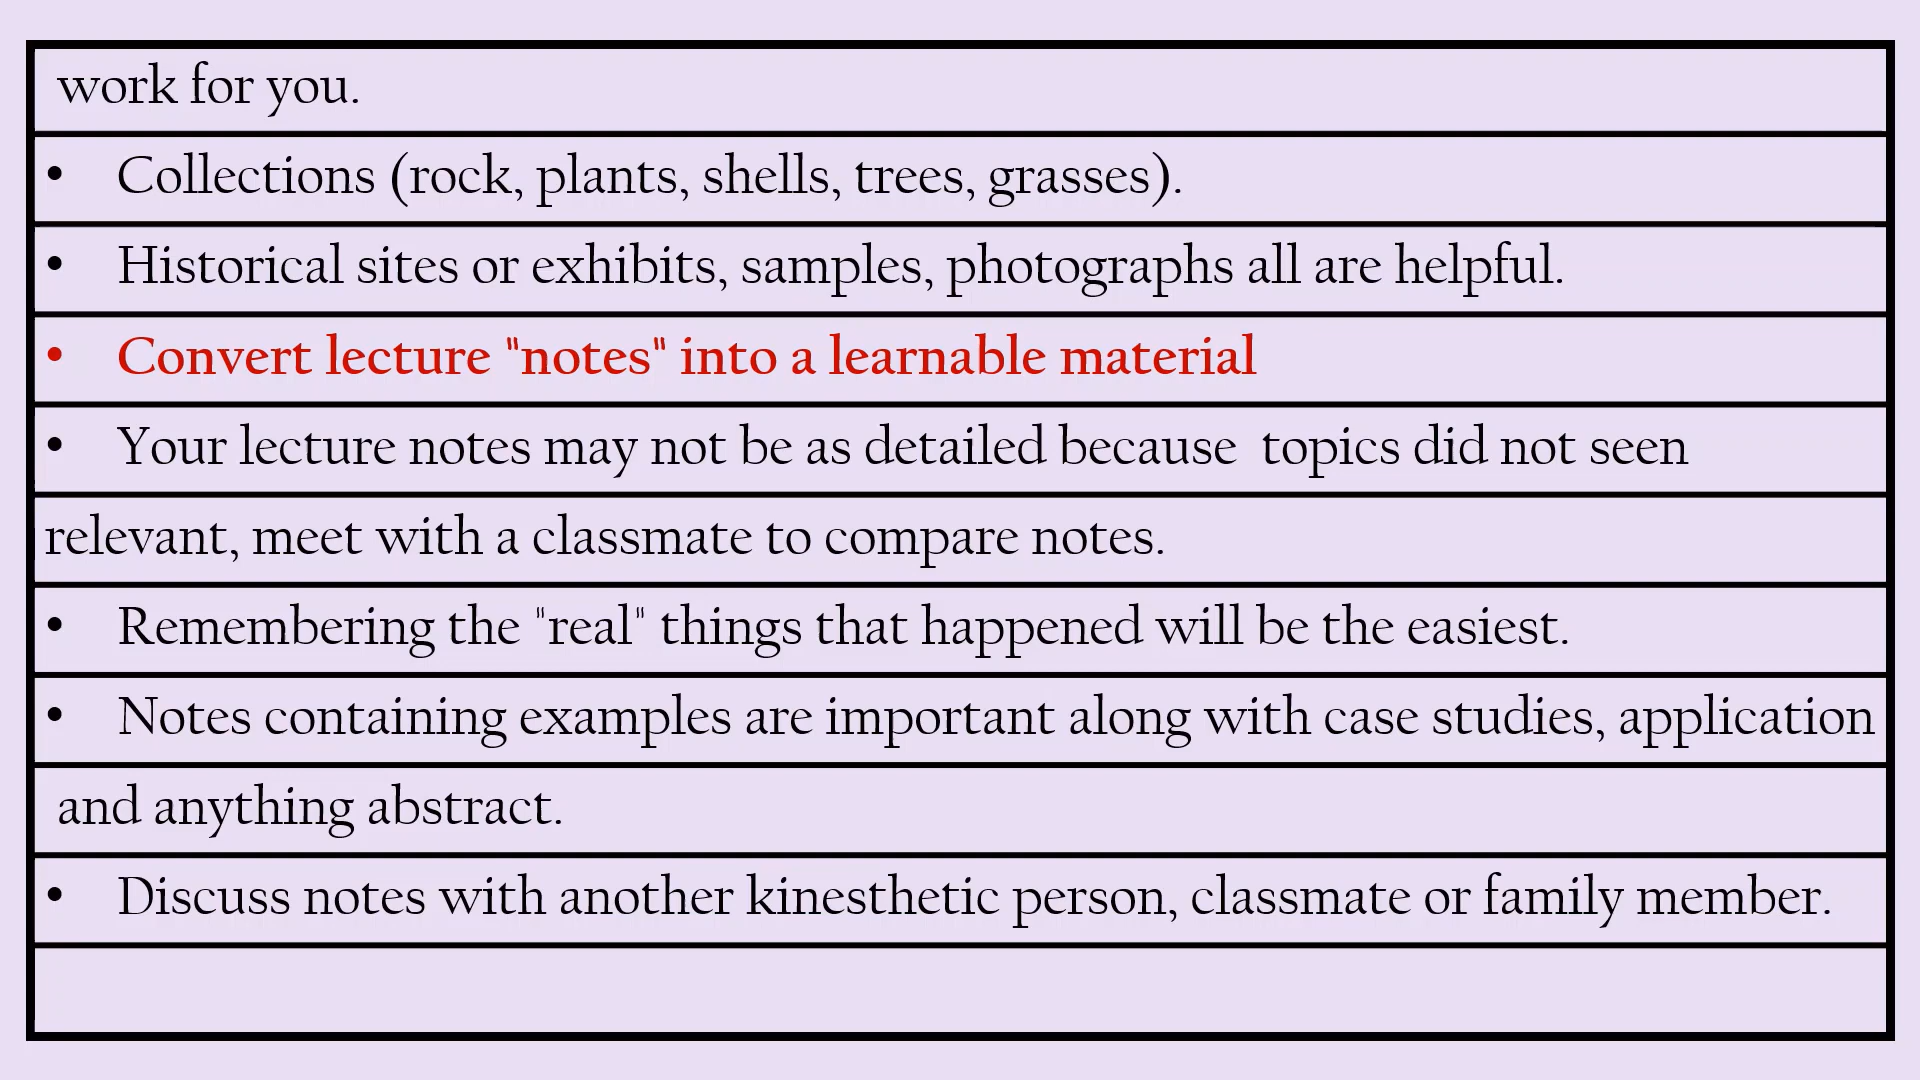 work for you.
• Collections (rock, plants, shells, trees, grasses).
• Historical sites or exhibits, samples, photographs all are helpful.
• Convert lecture "notes" into a learnable material
• Your lecture notes may not be as detailed because  topics did not seen
relevant, meet with a classmate to compare notes.
• Remembering the "real" things that happened will be the easiest.
• Notes containing examples are important along with case studies, application
and anything abstract.
• Discuss notes with another kinesthetic person, classmate or family member.